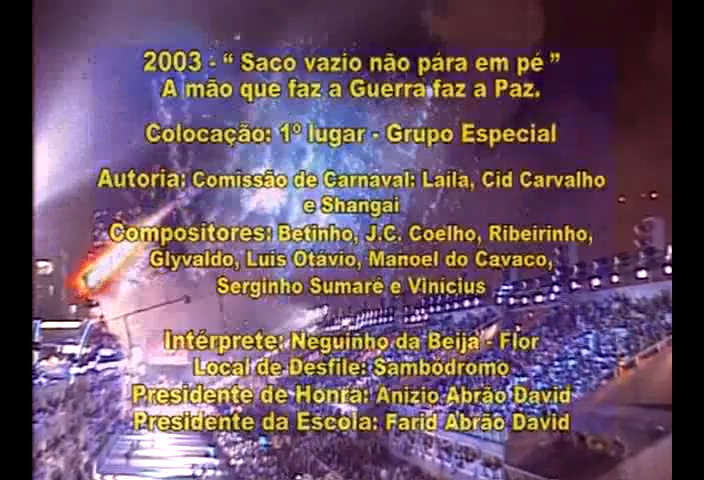 2003 - “ Saco vazio não pára em pé ”
A mão que faz a Guerra faz a Paz.
Colocação: 1º lugar - Grupo Especial
Autoria: Comissão de Carnaval: Laíla, Cid Carvalho
e Shangai
Compositores: Betinho, J.C. Coelho, Ribeirinho,
Glyvaldo, Luis Otávio, Manoel do Cavaco,
Serginho Sumaré e Vinicius
Intérprete: Neguinho da Beija - Flor
Local de Desfile: Sambódromo
Presidente de Honra: Anizio Abrão David
Presidente da Escola: Farid Abrão David